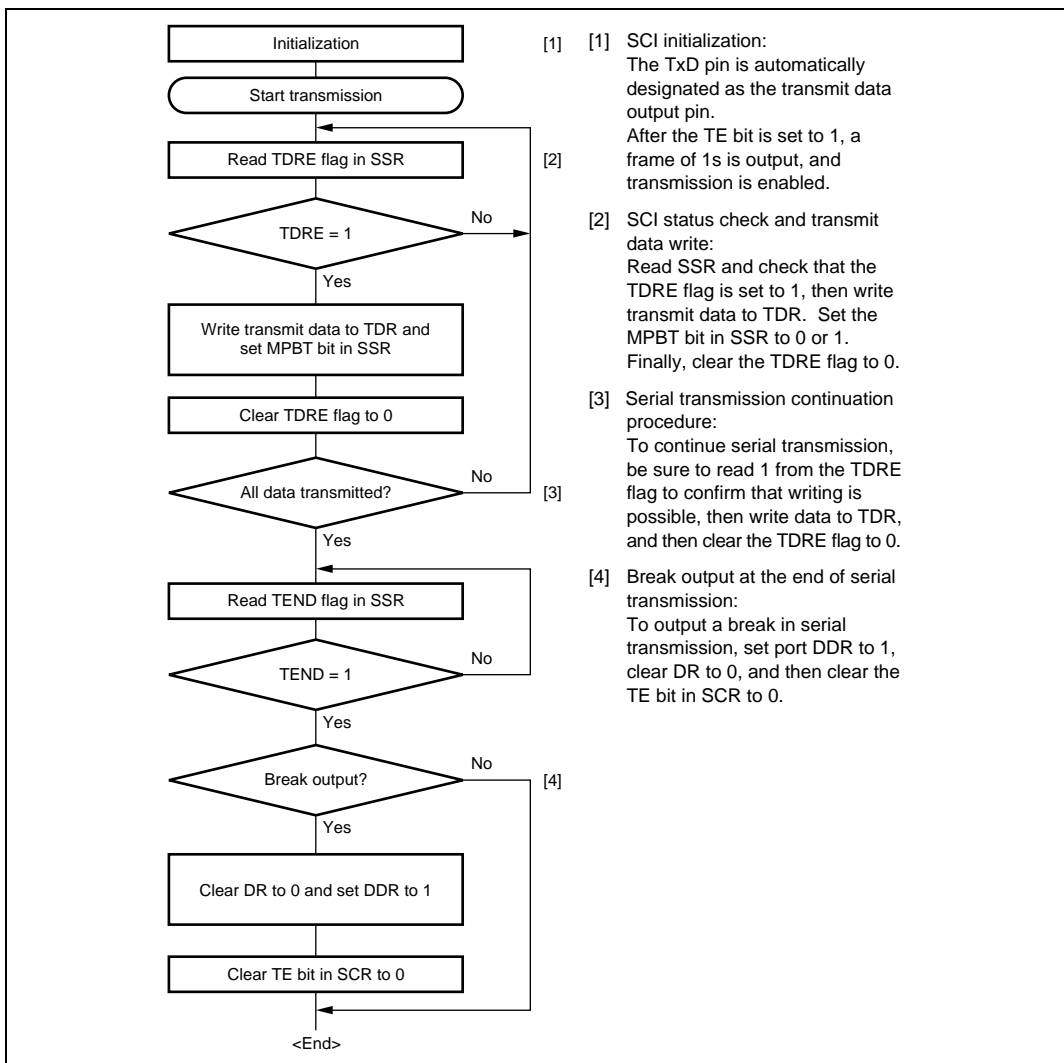 Initialization
[1]
Start transmission
Read TDRE flag in SSR
[2]
TDRE = 1
No
Yes
Write transmit data to TDR and
set MPBT bit in SSR
Clear TDRE flag to 0
All data transmitted?
No
[3]
Yes
Read TEND flag in SSR
TEND = 1
No
Yes
Break output?
No
[4]
Yes
Clear DR to 0 and set DDR to 1
Clear TE bit in SCR to 0
<End>
[1] SCI initialization:
The TxD pin is automatically
designated as the transmit data
output pin.
After the TE bit is set to 1, a
frame of 1s is output, and
transmission is enabled.
[2] SCI status check and transmit
data write:
Read SSR and check that the
TDRE flag is set to 1, then write
transmit data to TDR. Set the
MPBT bit in SSR to 0 or 1.
Finally, clear the TDRE flag to 0.
[3] Serial transmission continuation
procedure:
To continue serial transmission,
be sure to read 1 from the TDRE
flag to confirm that writing is
possible, then write data to TDR,
and then clear the TDRE flag to 0.
[4] Break output at the end of serial
transmission:
To output a break in serial
transmission, set port DDR to 1,
clear DR to 0, and then clear the
TE bit in SCR to 0.